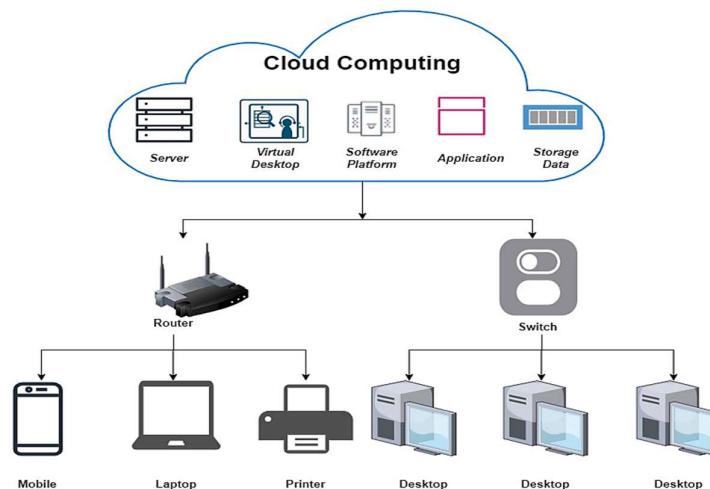 Cloud Computing
Server
Virtual
Desktop
Software
Platform
Application
Storage
Data
Router
Switch
Mobile
Laptop
Printer
Desktop
Desktop
Desktop